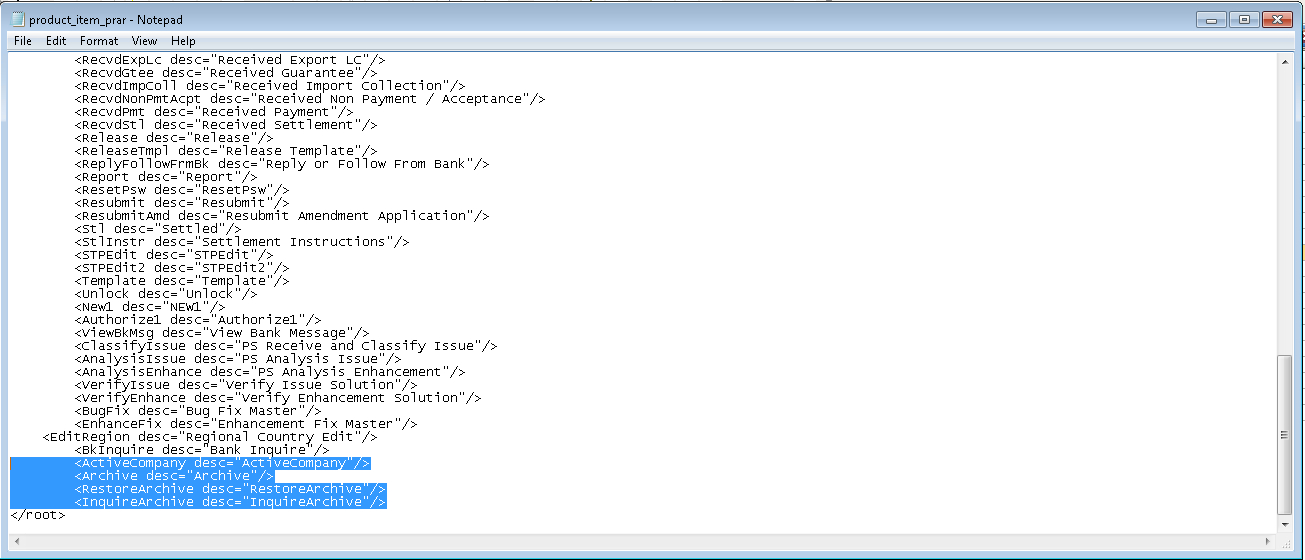 product_item_prar - Notepad
File Edit Format View Help
<RecvdExpLc desc="Received Export LC"/>
<RecvdGtee desc="Received Guarantee"/>
<RecvdImpColl desc="Received Import Collection"/>
<RecvdNonPmtAcpt desc="Received Non Payment / Acceptance"/>
<RecvdPmt desc="Received Payment"/>
<RecvdStl desc="Received Settlement"/>
<Release desc="Release"/>
<ReleaseTmpl desc="Release Template"/>
<ReplyFollowFrmBk desc="Reply or Follow From Bank"/>
<Report desc="Report"/>
<ResetPsw desc="ResetPsw"/>
<Resubmit desc="Resubmit"/>
<ResubmitAmd desc="Resubmit Amendment Application"/>
<Stl desc="Settled"/>
<StlInstr desc="Settlement Instructions"/>
<STPEdit desc="STPEdit"/>
<STPEdit2 desc="STPEdit2"/>
<Template desc="Template"/>
<Unlock desc="Unlock"/>
<New1 desc="NEW1"/>
<Authorize1 desc="Authorize1"/>
<ViewBkMsg desc="View Bank Message"/>
<ClassifyIssue desc="PS Receive and Classify Issue"/>
<AnalysisIssue desc="PS Analysis Issue"/>
<AnalysisEnhance desc="PS Analysis Enhancement"/>
<VerifyIssue desc="Verify Issue Solution"/>
<VerifyEnhance desc="Verify Enhancement Solution"/>
<BugFix desc="Bug Fix Master"/>
<EnhanceFix desc="Enhancement Fix Master"/>
<EditRegion desc="Regional Country Edit"/>
<BkInquire desc="Bank Inquire"/>
<ActiveCompany desc="ActiveCompany"/>
<Archive desc="Archive"/>
<RestoreArchive desc="RestoreArchive"/>
<InquireArchive desc="InquireArchive"/>
</root>